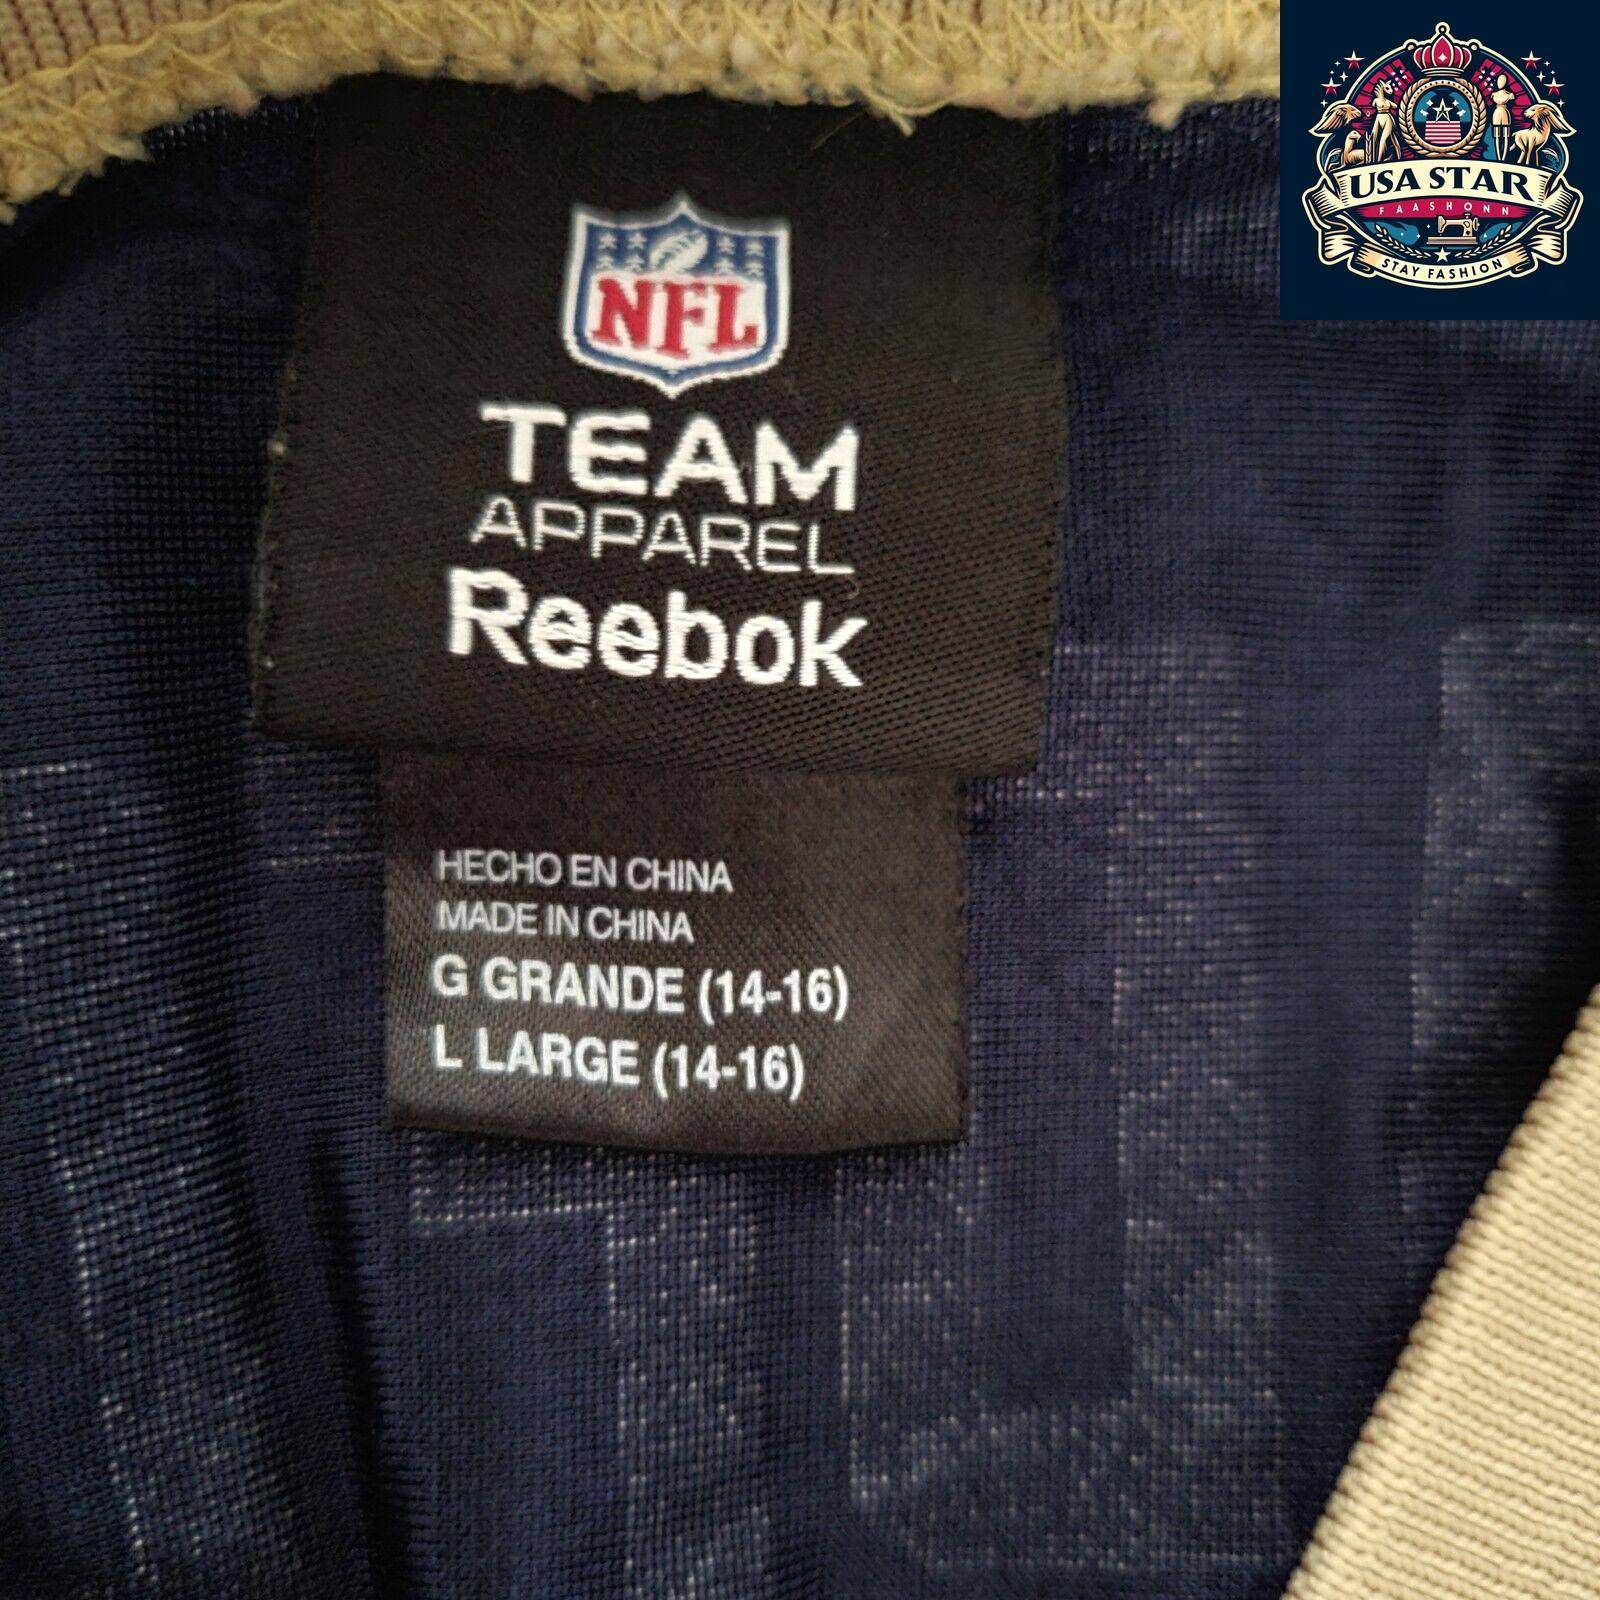 NFL
TEAM
APPAREL
Reebok
HECHO EN CHINA
MADE IN CHINA
G GRANDE (14-16)
L LARGE (14-16)
USA STAR
FAASHONN
STAY FASHION